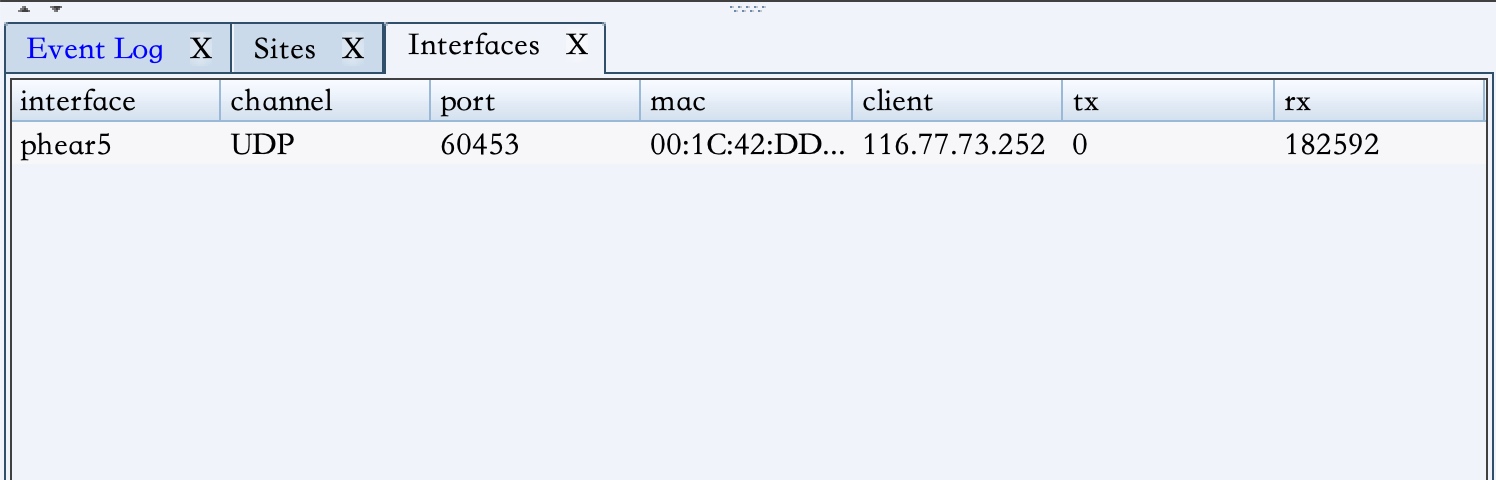 Event Log X Sites X Interfaces X
interface channel port mac client tx rx
phear5 UDP 60453 00:1C:42:DD... 116.77.73.252 0 182592